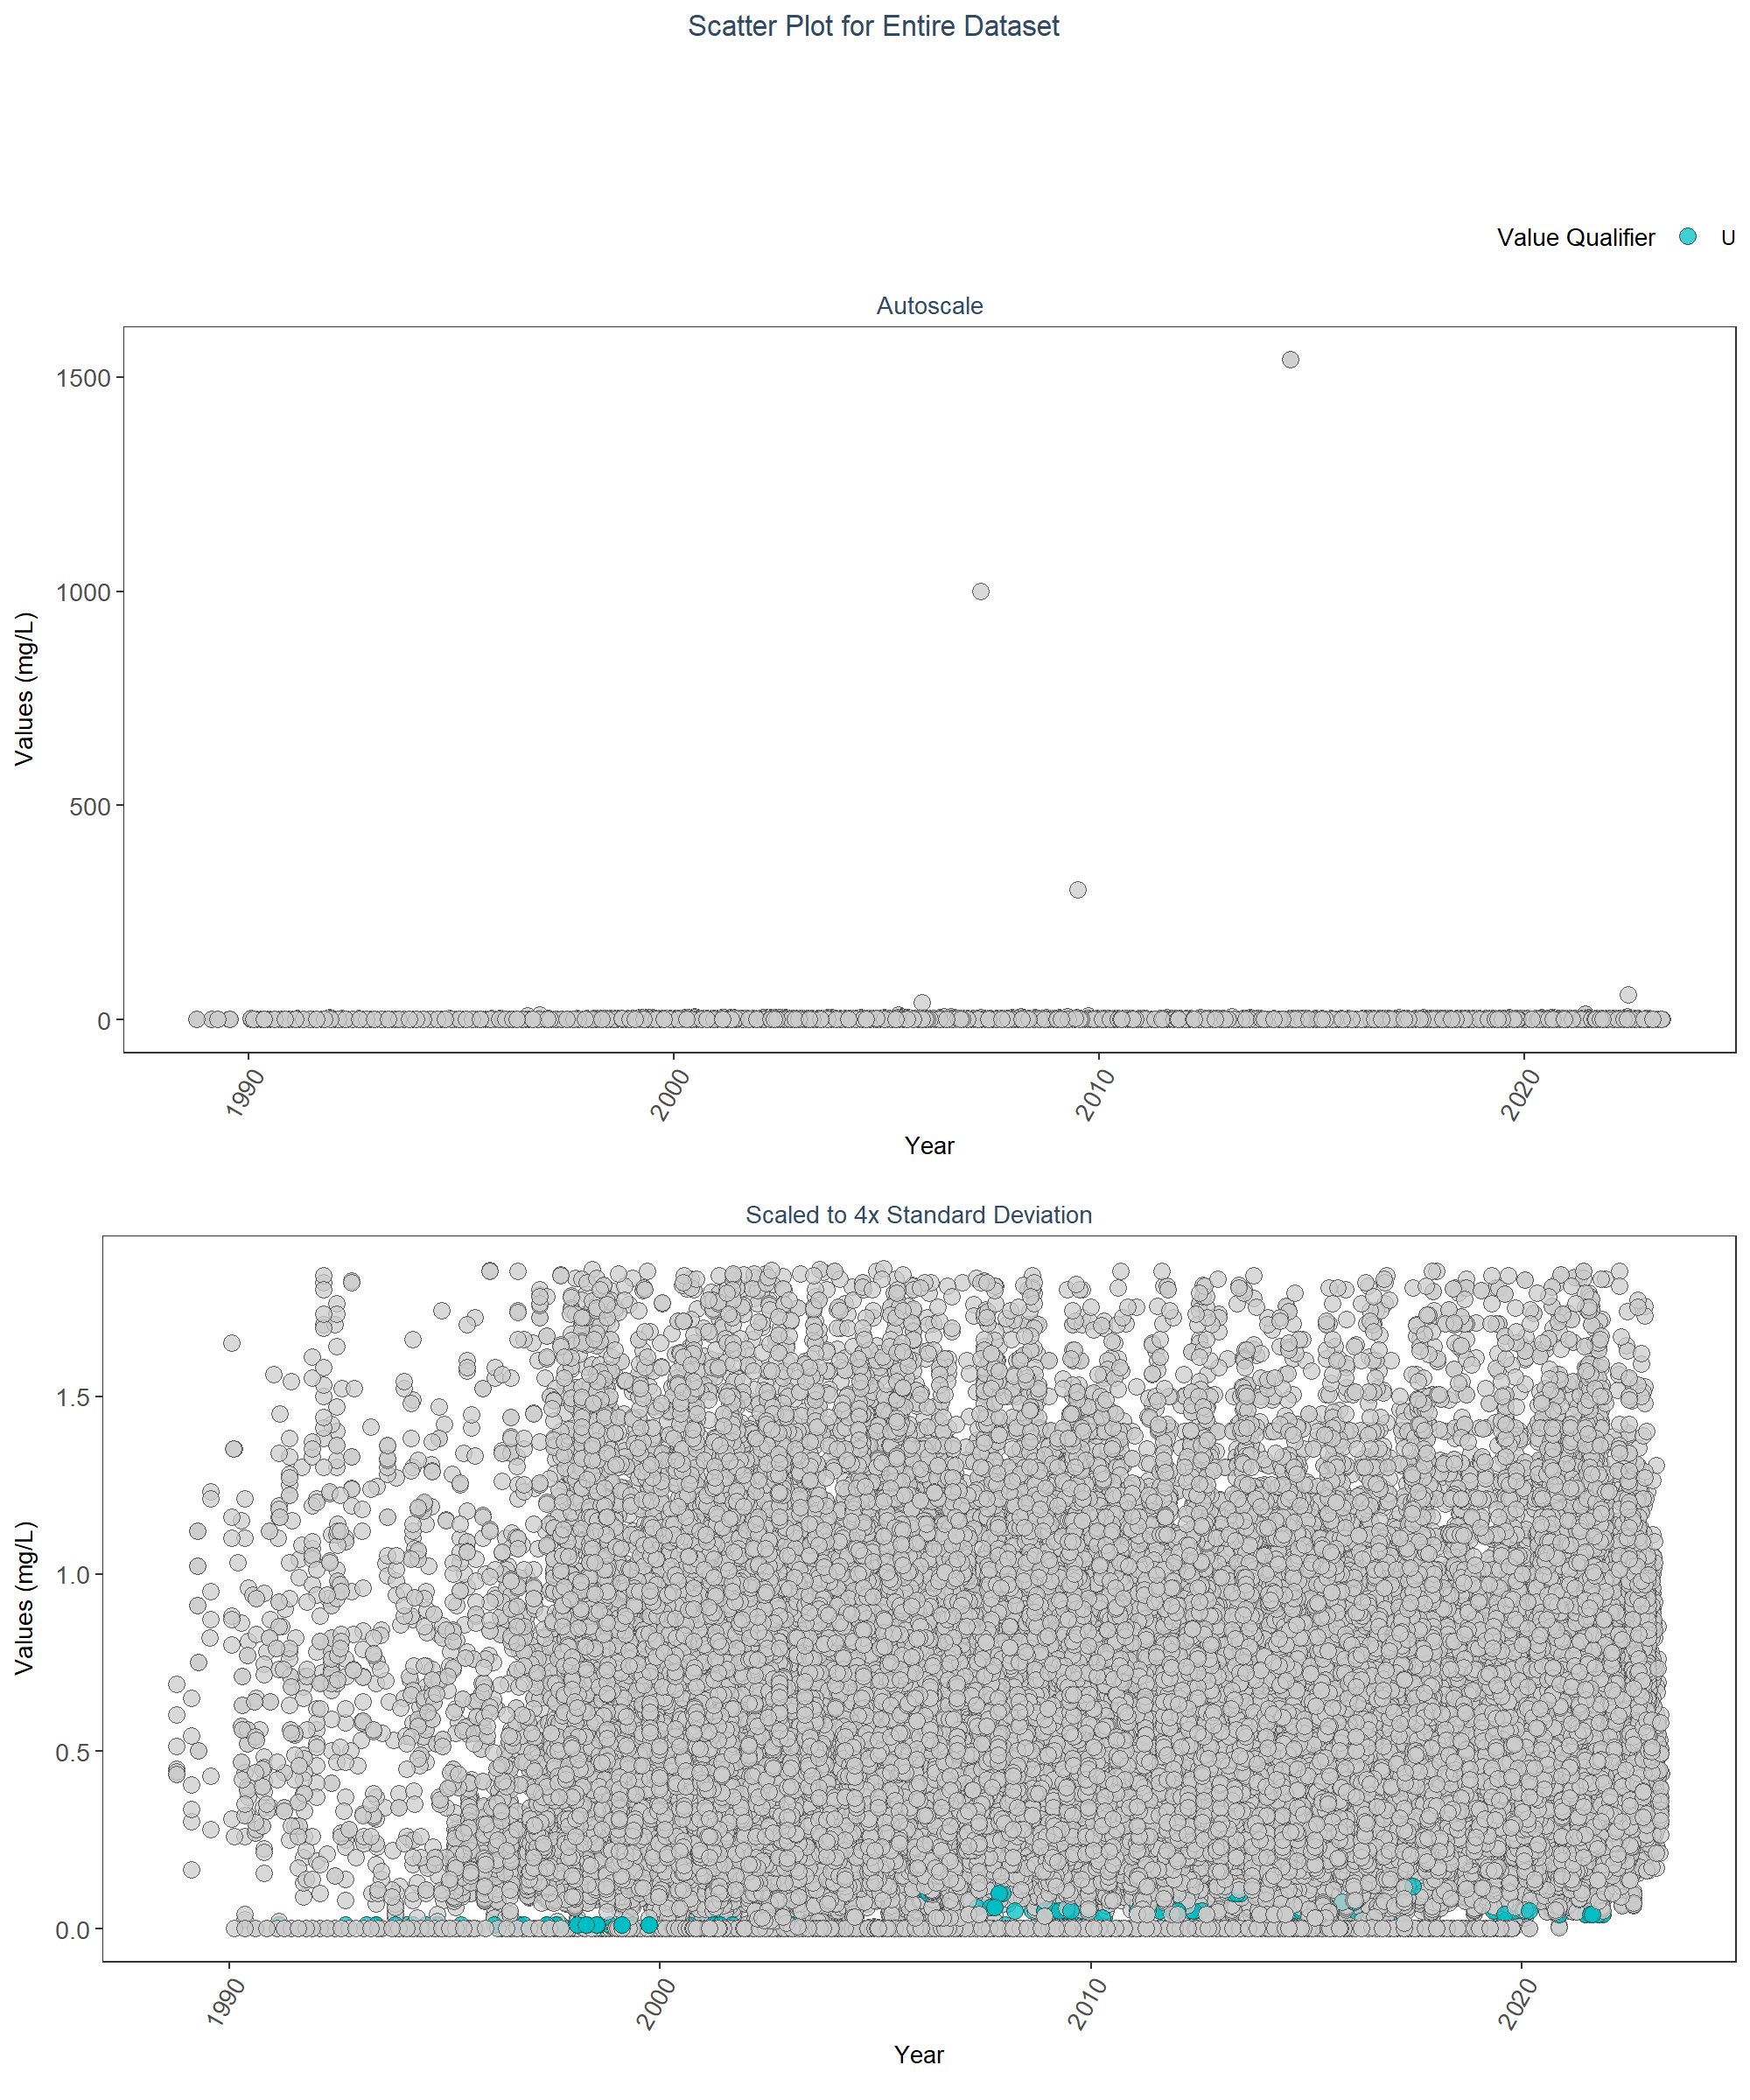 Scatter Plot for Entire Dataset
Value Qualifier U
Autoscale
1500
1000
500
0
Values (mg/L)
1990 2000 2010 2020
Year
Scaled to 4x Standard Deviation
1.5
1.0
0.5
0.0
Values (mg/L)
1990 2000 2010 2020
Year